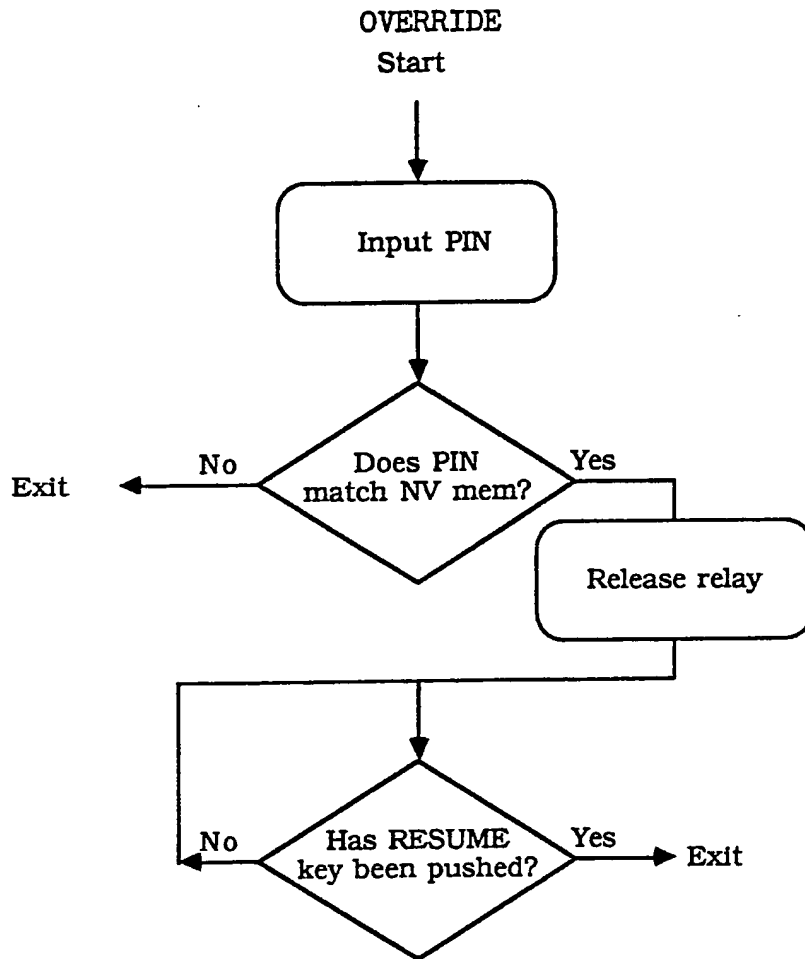 OVERRIDE
Start
Input PIN
Does PIN
match NV mem?
No
Yes
Exit
Release relay
Has RESUME
key been pushed?
No
Yes
Exit